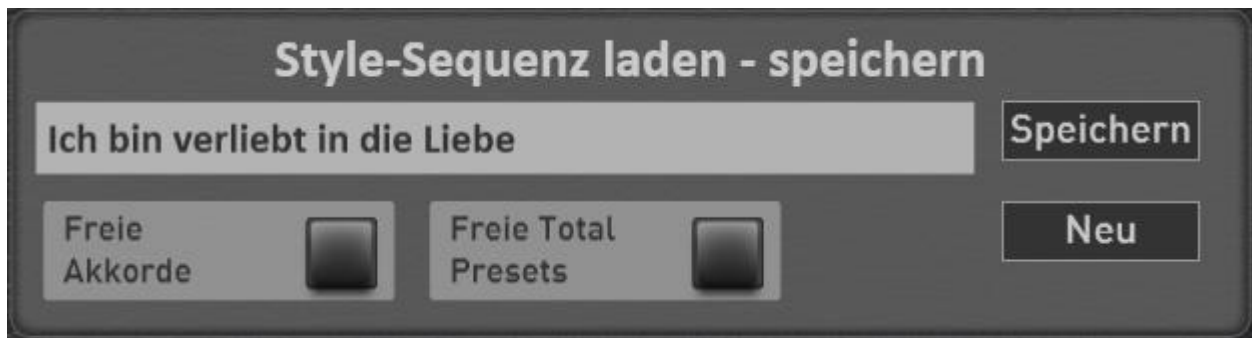 Style-Sequenz laden - speichern
Ich bin verliebt in die Liebe
Speichern
Freie
Akkorde
Freie Total
Presets
Neu